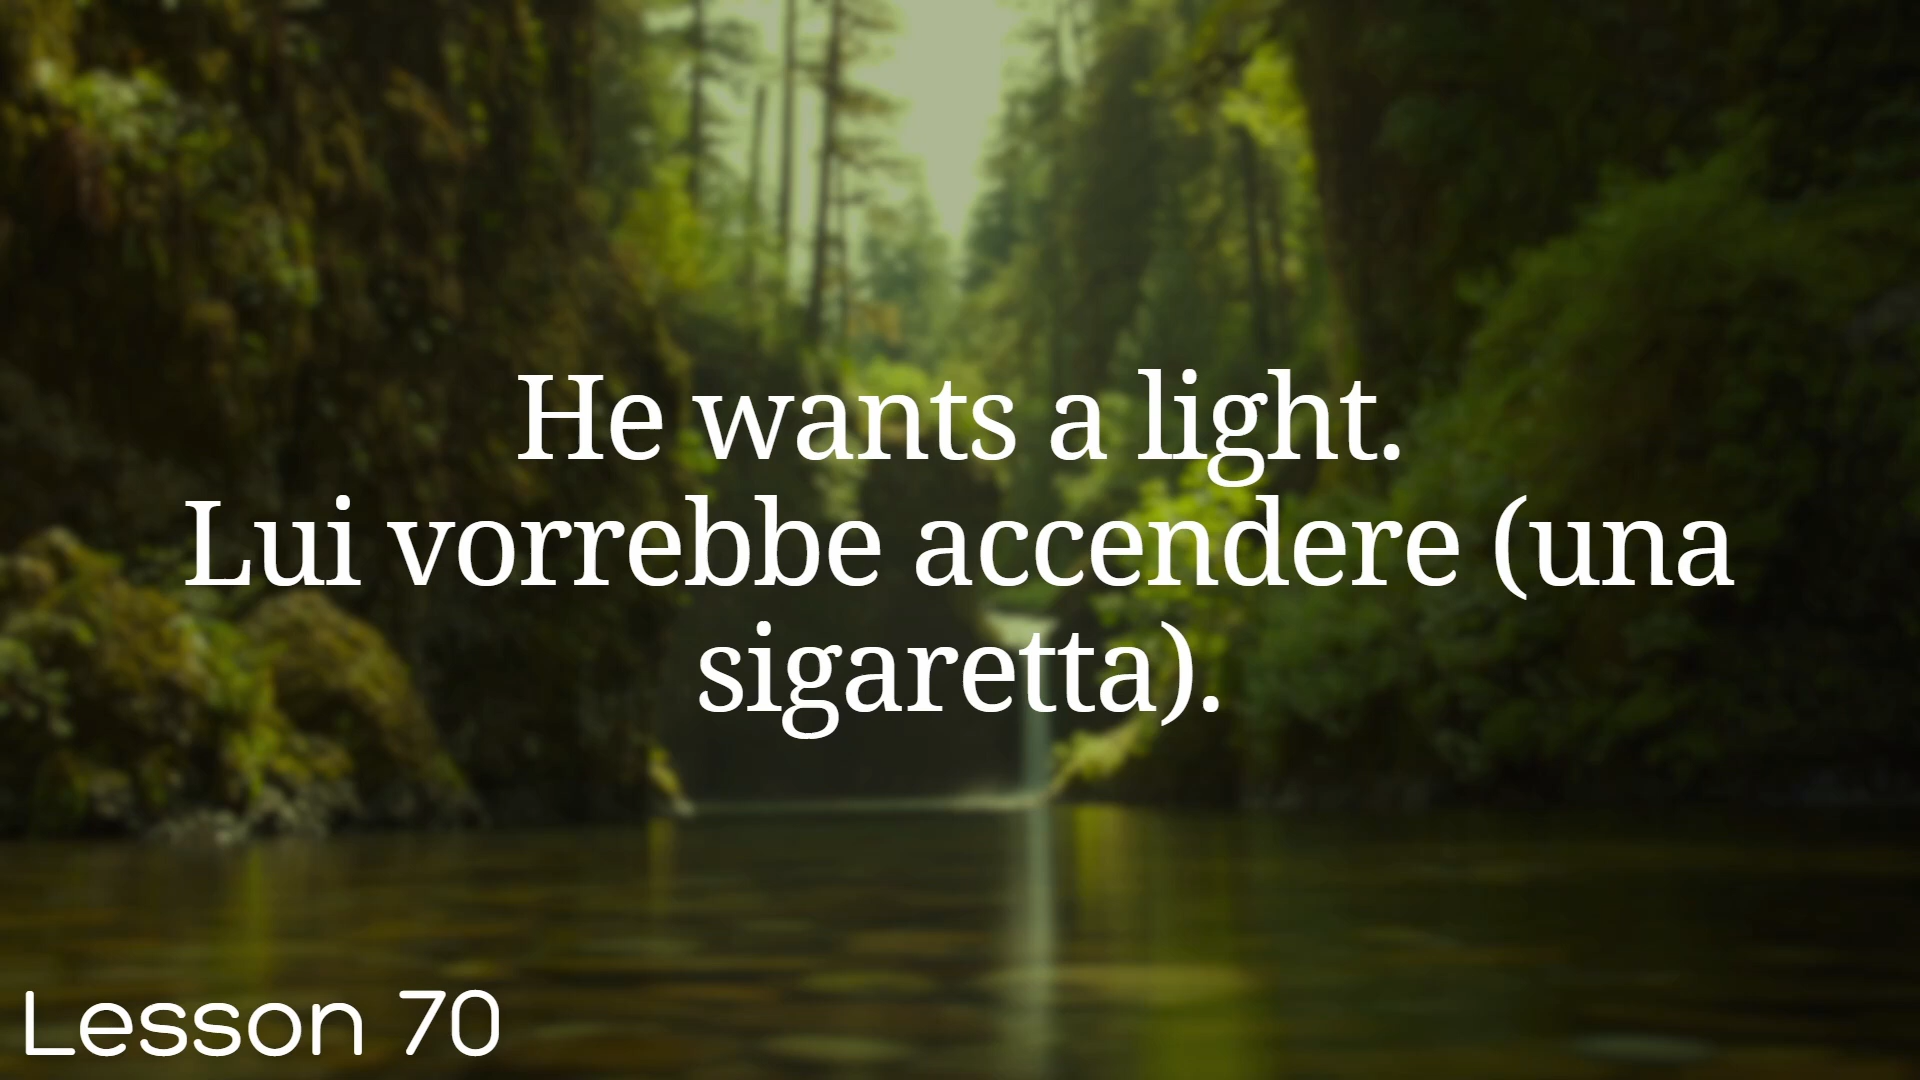 He wants a light.
Lui vorrebbe accendere (una
sigaretta).
Lesson 70